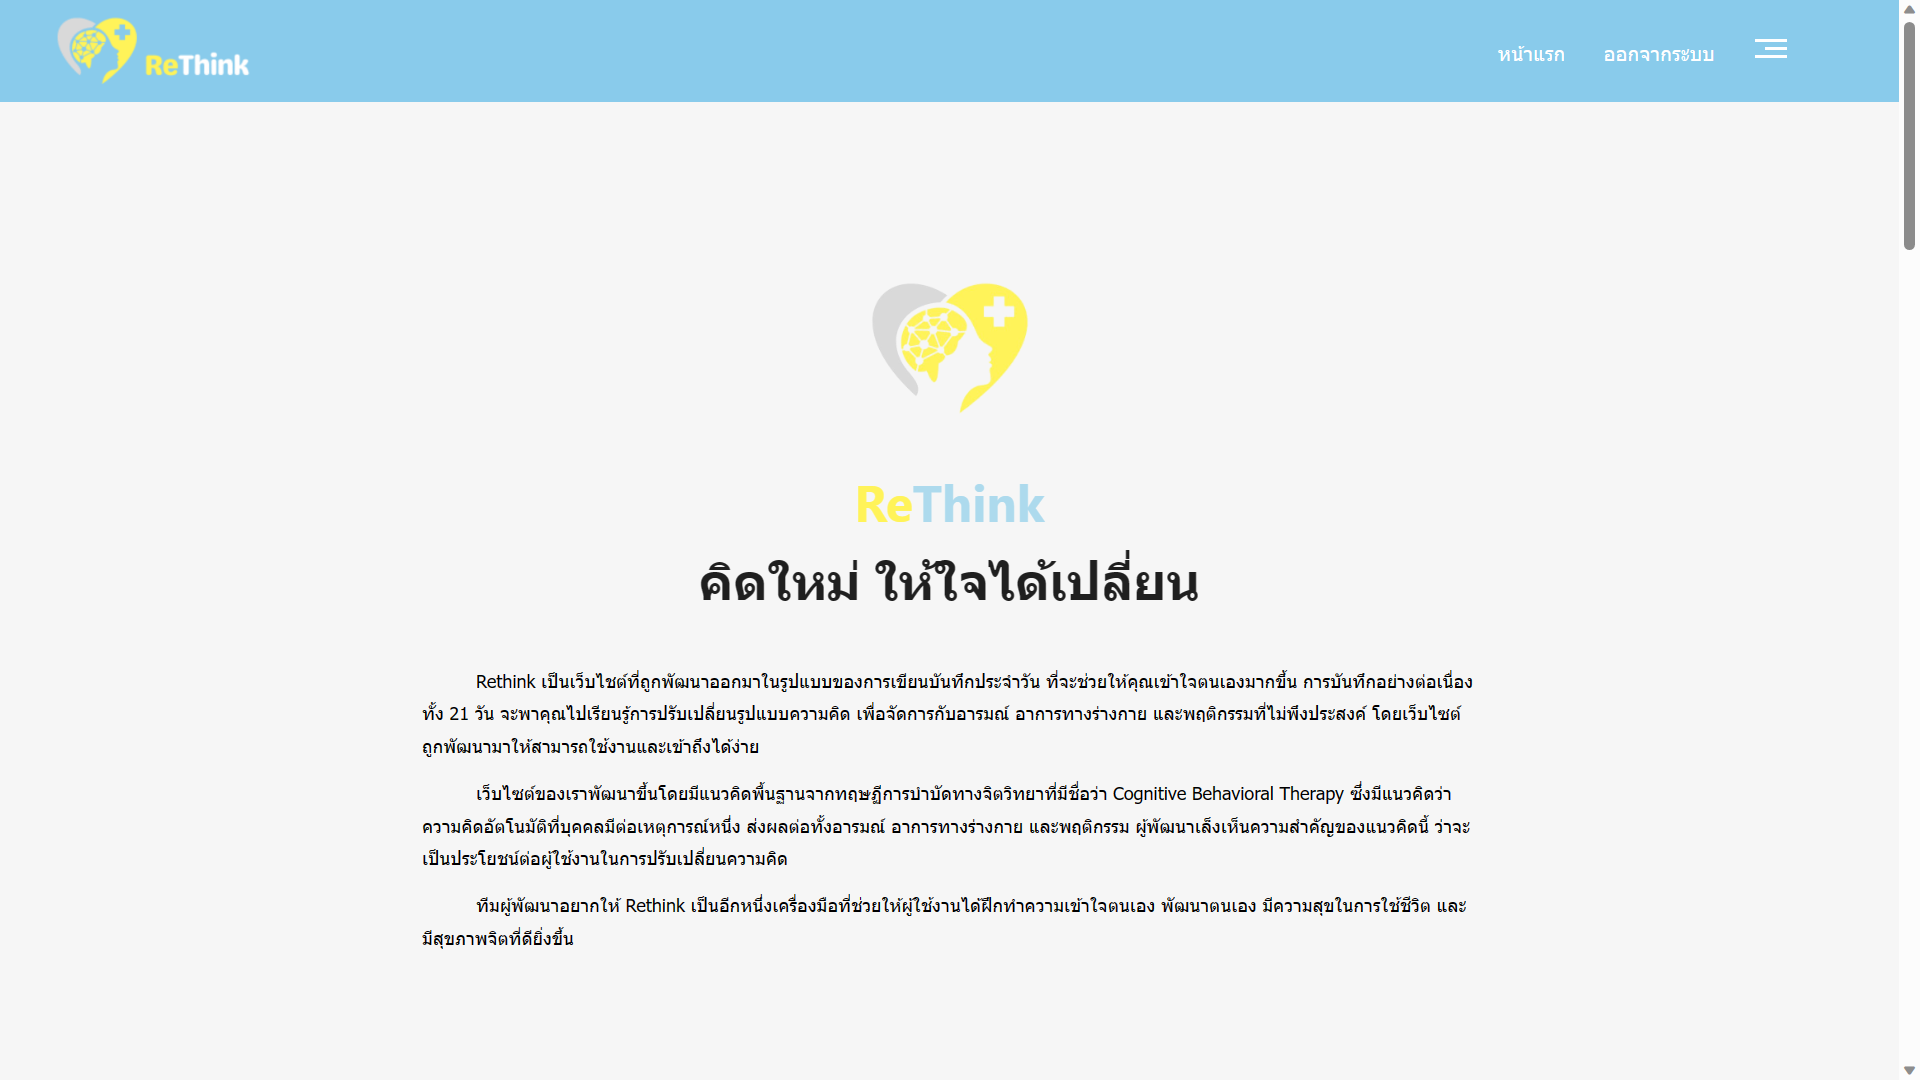 ReThink
หน้าแรก
ออกจากระบบ
ReThink
คิดใหม่ ให้ใจได้เปลี่ยน
Rethink เป็นเว็บไซต์ที่ถูกพัฒนาออกมาในรูปแบบของการเขียนบันทึกประจำวัน ที่จะช่วยให้คุณเข้าใจตนเองมากขึ้น การบันทึกอย่างต่อเนื่อง
ทั้ง 21 วัน จะพาคุณไปเรียนรู้การปรับเปลี่ยนรูปแบบความคิด เพื่อจัดการกับอารมณ์ อาการทางร่างกาย และพฤติกรรมที่ไม่พึงประสงค์ โดยเว็บไซต์
ถูกพัฒนามาให้สามารถใช้งานและเข้าถึงได้ง่าย
เว็บไซต์ของเราพัฒนาขึ้นโดยมีแนวคิดพื้นฐานจากทฤษฏีการบำบัดทางจิตวิทยาที่มีชื่อว่า Cognitive Behavioral Therapy ซึ่งมีแนวคิดว่า
ความคิดอัตโนมัติที่บุคคลมีต่อเหตุการณ์หนึ่ง ส่งผลต่อทั้งอารมณ์ อาการทางร่างกาย และพฤติกรรม ผู้พัฒนาเล็งเห็นความสำคัญของแนวคิดนี้ ว่าจะ
เป็นประโยชน์ต่อผู้ใช้งานในการปรับเปลี่ยนความคิด
ทีมผู้พัฒนาอยากให้ Rethink เป็นอีกหนึ่งเครื่องมือที่ช่วยให้ผู้ใช้งานได้ฝึกทำความเข้าใจตนเอง พัฒนาตนเอง มีความสุขในการใช้ชีวิต และ
มีสุขภาพจิตที่ดียิ่งขึ้น